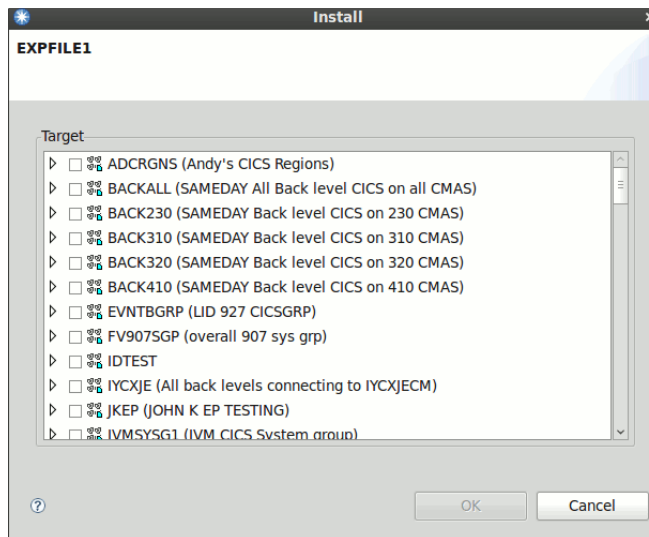 Install
EXPFILE1
Target
ADCRGNS (Andy's CICS Regions)
BACKALL (SAMEDAY All Back level CICS on all CMAS)
BACK230 (SAMEDAY Back level CICS on 230 CMAS)
BACK310 (SAMEDAY Back level CICS on 310 CMAS)
BACK320 (SAMEDAY Back level CICS on 320 CMAS)
BACK410 (SAMEDAY Back level CICS on 410 CMAS)
EVNTBGRP (LID 927 CICSGRP)
FV907SGP (overall 907 sys grp)
IDTEST
IYCXJE (All back levels connecting to IYCXJECM)
JKEP (JOHN K EP TESTING)
IVMSYSG1 (IVM CICS System group)
OK Cancel